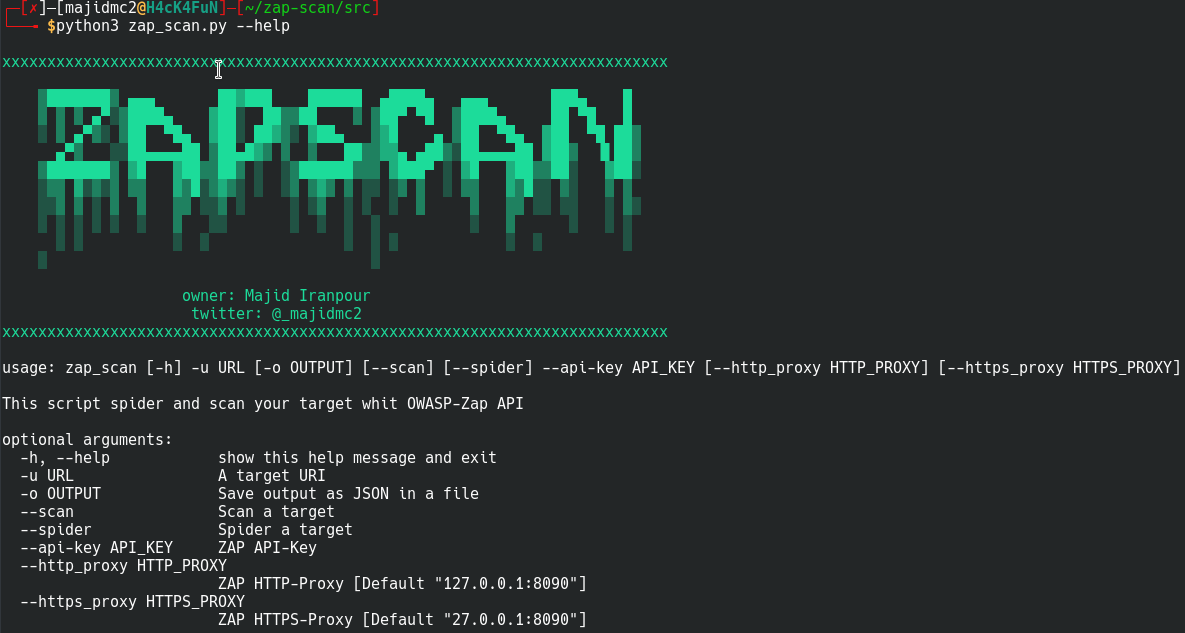 ┌─[✗]─[majidmc2@H4cK4FuN]─[~/zap-scan/src]
└──╼ $python3 zap_scan.py --help
xxxxxxxxxxxxxxxxxxxxxxxxxxxxxxxxxxxxxxxxxxxxxxxxxxxxxxxxxxxxxxxxxxxxxxxxxx
ZAPSCAN
owner: Majid Iranpour
twitter: @_majidmc2
xxxxxxxxxxxxxxxxxxxxxxxxxxxxxxxxxxxxxxxxxxxxxxxxxxxxxxxxxxxxxxxxxxxxxxxxxx
usage: zap_scan [-h] -u URL [-o OUTPUT] [--scan] [--spider] --api-key API_KEY [--http_proxy HTTP_PROXY] [--https_proxy HTTPS_PROXY]
This script spider and scan your target whit OWASP-Zap API
optional arguments:
-h, --help show this help message and exit
-u URL A target URI
-o OUTPUT Save output as JSON in a file
--scan Scan a target
--spider Spider a target
--api-key API_KEY ZAP API-Key
--http_proxy HTTP_PROXY
ZAP HTTP-Proxy [Default "127.0.0.1:8090"]
--https_proxy HTTPS_PROXY
ZAP HTTPS-Proxy [Default "27.0.0.1:8090"]